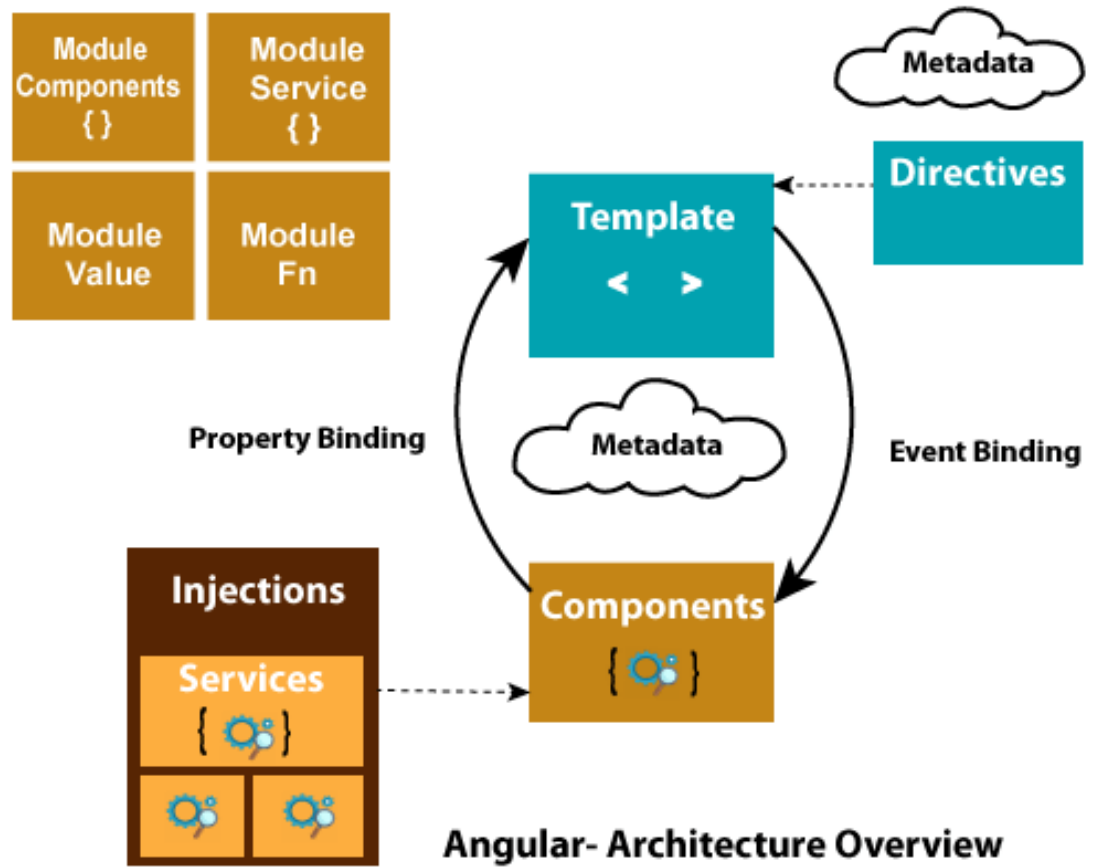 Module
Components
{ }
Module
Service
{ }
Module
Value
Module
Fn
Metadata
Directives
Template
< >
Property Binding
Metadata
Event Binding
Injections
Services
{ }
Components
{ }
Angular- Architecture Overview